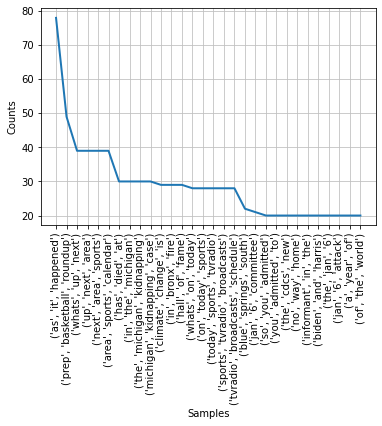 80
70
60
50
40
30
20
Counts
('as', 'it', 'happened')
('prep', 'basketball', 'roundup')
('whats', 'up', 'next')
('up', 'next', 'area')
('next', 'area', 'sports')
('area', 'sports', 'calendar')
('has', 'died', 'at')
('in', 'the', 'michigan')
('the', 'michigan', 'kidnapping')
('michigan', 'kidnapping', 'case')
('climate', 'change', 'is')
('in', 'bronx', 'fire')
('hall', 'of', 'fame')
('whats', 'on', 'today')
('on', 'today', 'sports')
('today', 'sports', 'tvradio')
('sports', 'tvradio', 'broadcasts')
('tvradio', 'broadcasts', 'schedule')
('blue', 'springs', 'south')
('jan', '6', 'committee')
('so', 'you', 'admitted')
('you', 'admitted', 'to')
('the', 'cdcs', 'new')
('no', 'way', 'home')
('informant', 'in', 'the')
('biden', 'and', 'harris')
('the', 'jan', '6')
('jan', '6', 'attack')
('a', 'year', 'of')
('of', 'the', 'world')
Samples